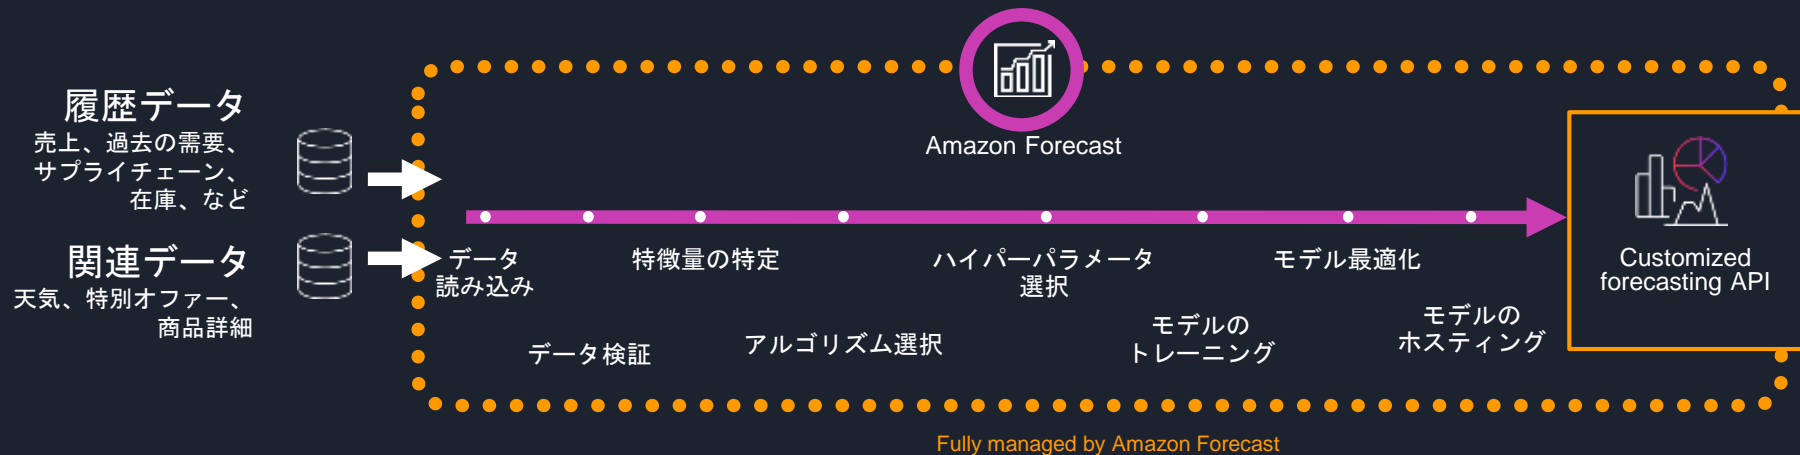 履歴データ
売上、過去の需要、
サプライチェーン、
在庫、など
関連データ
天気、特別オファー、
商品詳細
Amazon Forecast
データ
読み込み
データ検証
特徴量の特定
アルゴリズム選択
ハイパーパラメータ
選択
モデルの
トレーニング
モデル最適化
モデルの
ホスティング
Customized
forecasting API
Fully managed by Amazon Forecast